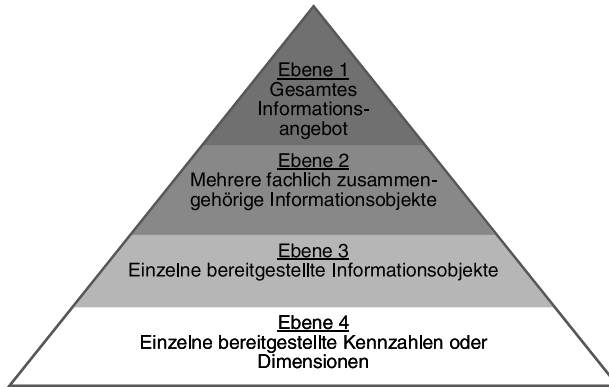 Ebene 1
Gesamtes
Informations-
angebot
Ebene 2
Mehrere fachlich zusammen-
gehörige Informationsobjekte
Ebene 3
Einzelne bereitgestellte Informationsobjekte
Ebene 4
Einzelne bereitgestellte Kennzahlen oder
Dimensionen